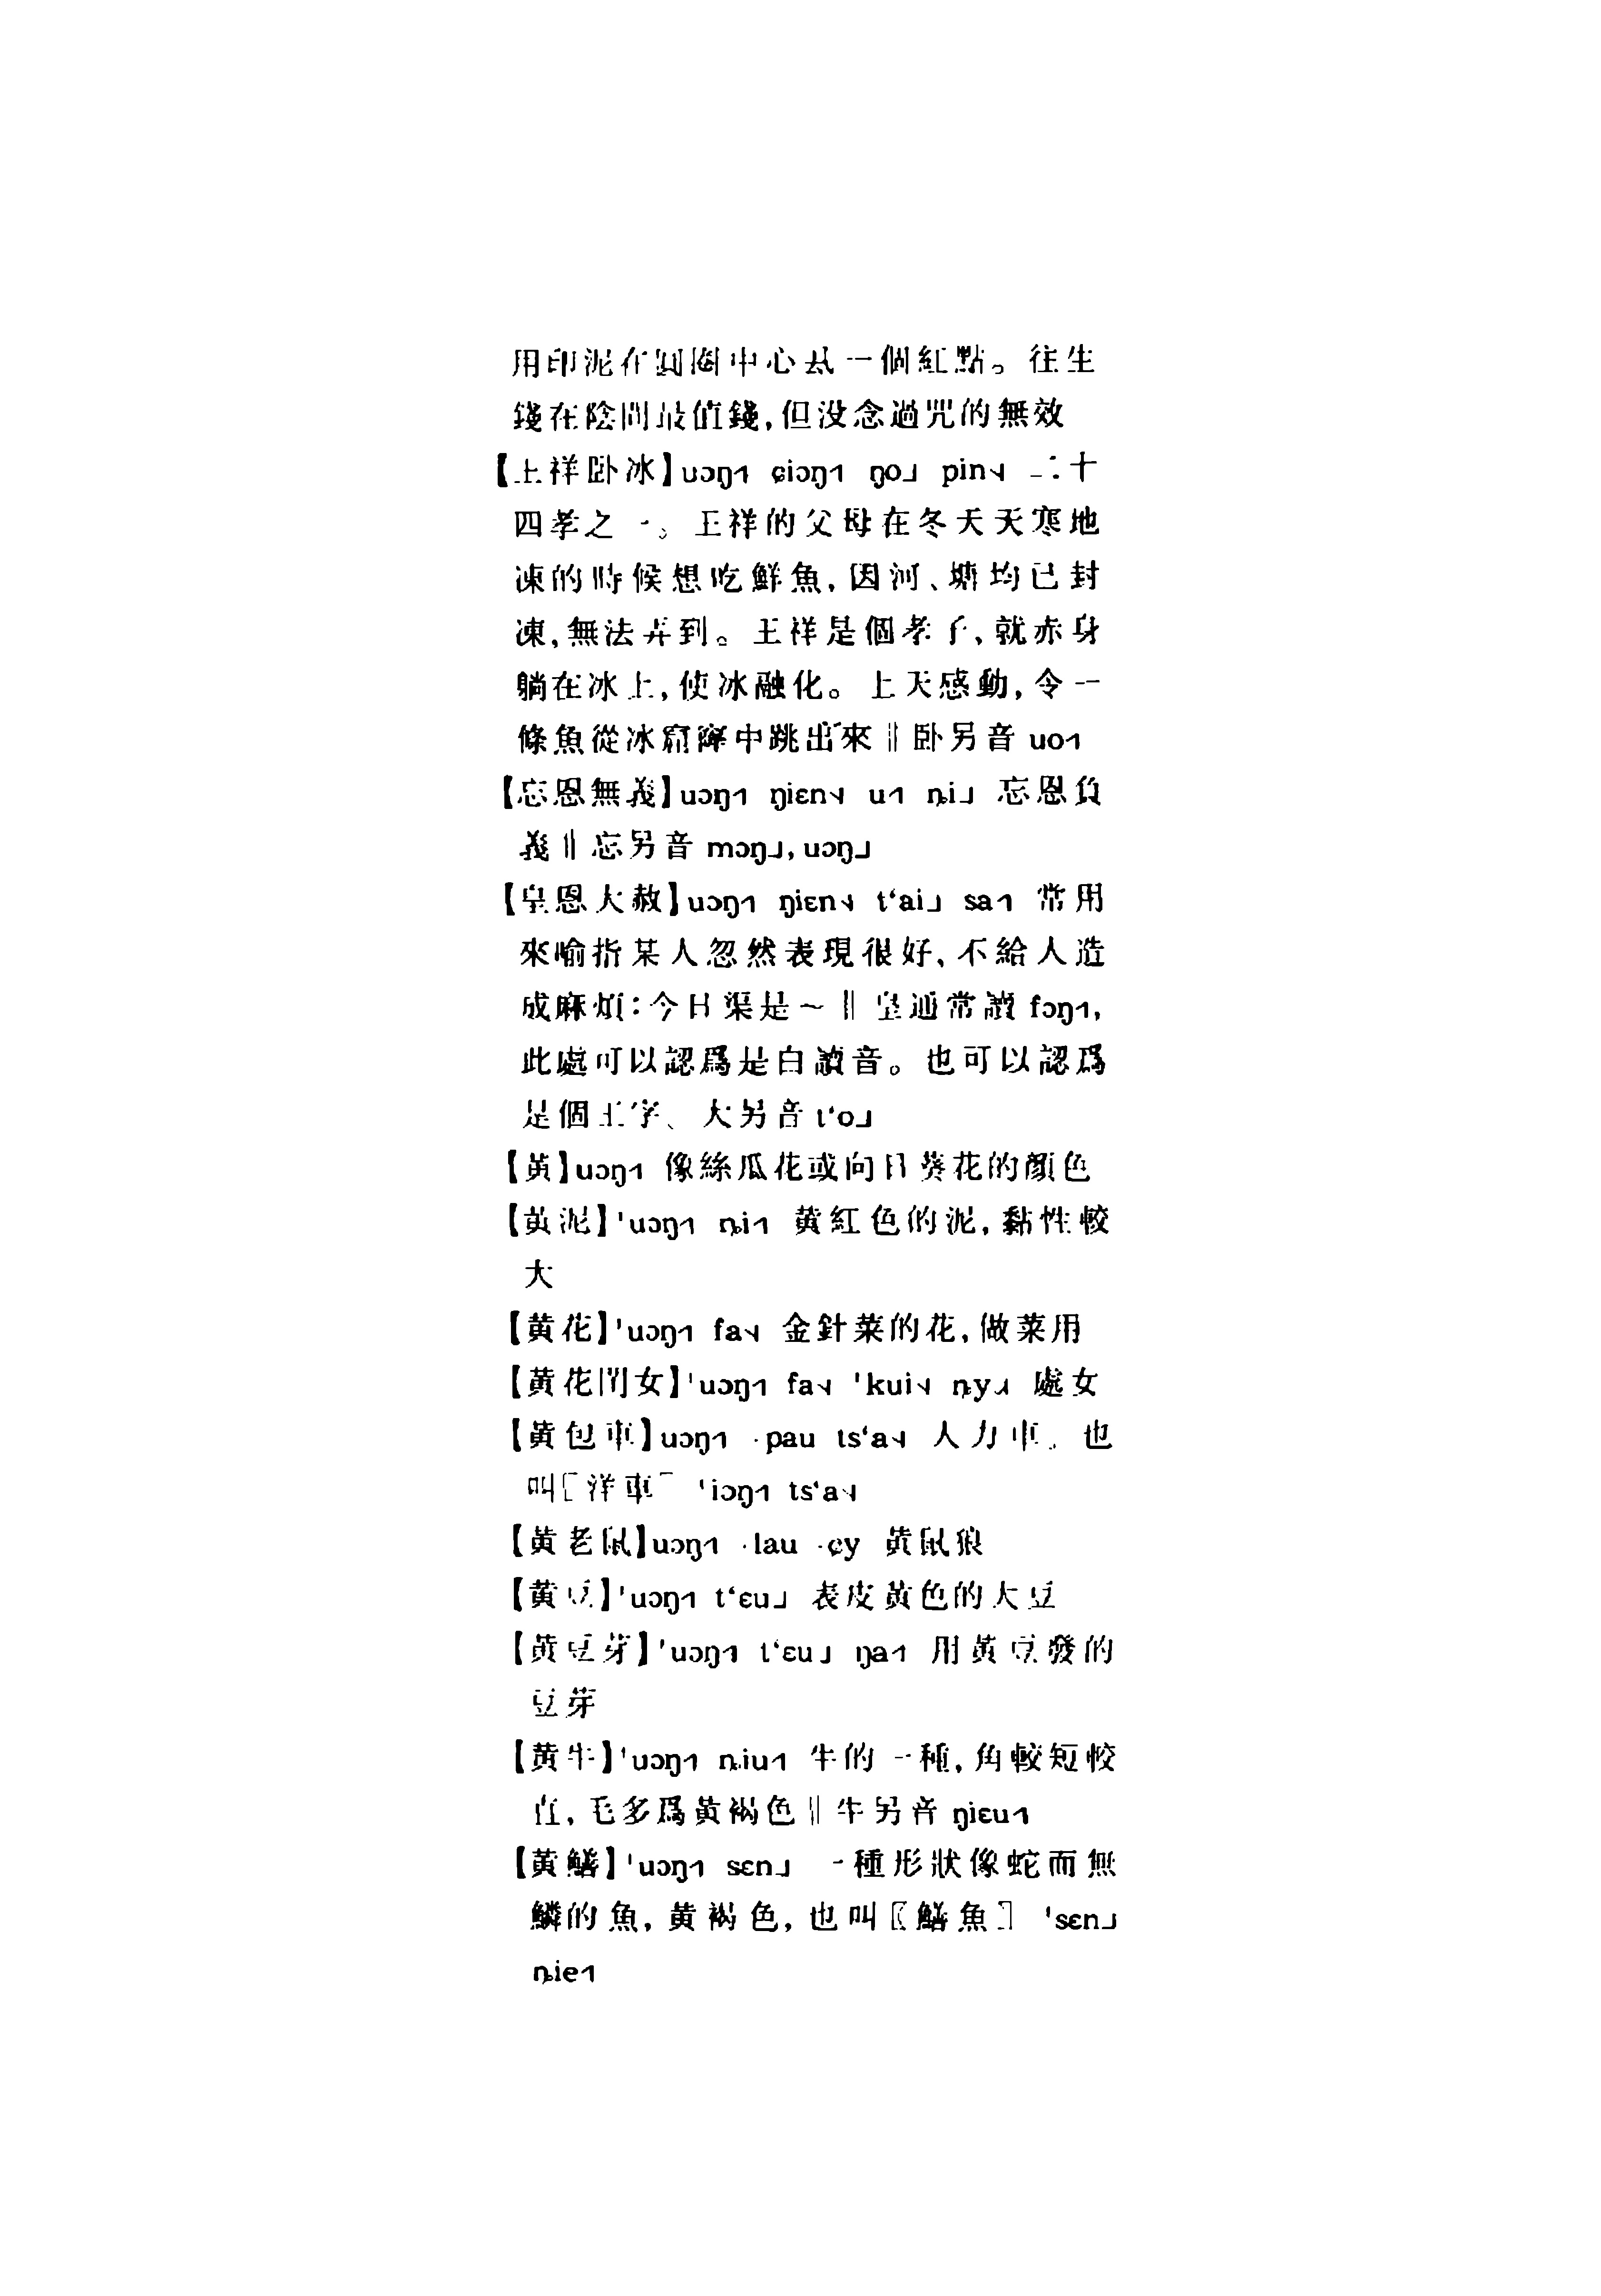 用印泥在圓圈中心點一個紅點。往生
錢在陰間最值錢,但没念過咒的無效
【王祥卧冰】uɔŋ˧˥ ɕiɔŋ˧˥ ŋo˩ pin˨˧ 二十
四孝之一。王祥的父母在冬天天寒地
凍的時候想吃鮮魚,因河、塘均已封
凍,無法弄到。王祥是個孝子,就赤身
躺在冰上,使冰融化。上天感動,令一
條魚從冰窟窿中跳出來‖卧另音 uo˧˥
【忘恩無義】uɔŋ˧˥ ŋiɛn˨˧ u˧˥ ȵi˩ 忘恩負
義‖忘另音 mɔŋ˩,uɔŋ˩
【皇恩大赦】uɔŋ˧˥ ŋiɛn˨˧ t‘ai˩ sa˧˥ 常用
來喻指某人忽然表現很好,不給人造
成麻煩:今日渠是~‖皇通常讀 fɔŋ˧˥,
此處可以認爲是白讀音。也可以認爲
是個王字、大另音 t‘o˩
【黄】uɔŋ˧˥ 像絲瓜花或向日葵花的顏色
【黄泥】ˈuɔŋ˧˥ ȵi˧˥ 黄紅色的泥,黏性較
大
【黄花】ˈuɔŋ˧˥ fa˨˧ 金針菜的花,做菜用
【黄花閨女】ˈuɔŋ˧˥ fa˨˧ ˈkui˨˧ ȵy˨˩ 處女
【黄包車】uɔŋ˧˥ ·pau ts‘a˨˧ 人力車。也
叫〖洋車〗 ˈiɔŋ˧˥ ts‘a˨˧
【黄老鼠】uɔŋ˧˥ ·lau ·ɕy 黄鼠狼
【黄豆】ˈuɔŋ˧˥ t‘ɛu˩ 表皮黄色的大豆
【黄豆芽】ˈuɔŋ˧˥ t‘ɛu˩ ŋa˧˥ 用黄豆發的
豆芽
【黄牛】ˈuɔŋ˧˥ ȵiu˧˥ 牛的一種,角較短較
直,毛多爲黄褐色‖牛另音 ŋiɛu˧˥
【黄鱔】ˈuɔŋ˧˥ sɛn˩ 一種形狀像蛇而無
鱗的魚,黄褐色,也叫〖鱔魚〗 ˈsɛn˩
ȵie˧˥